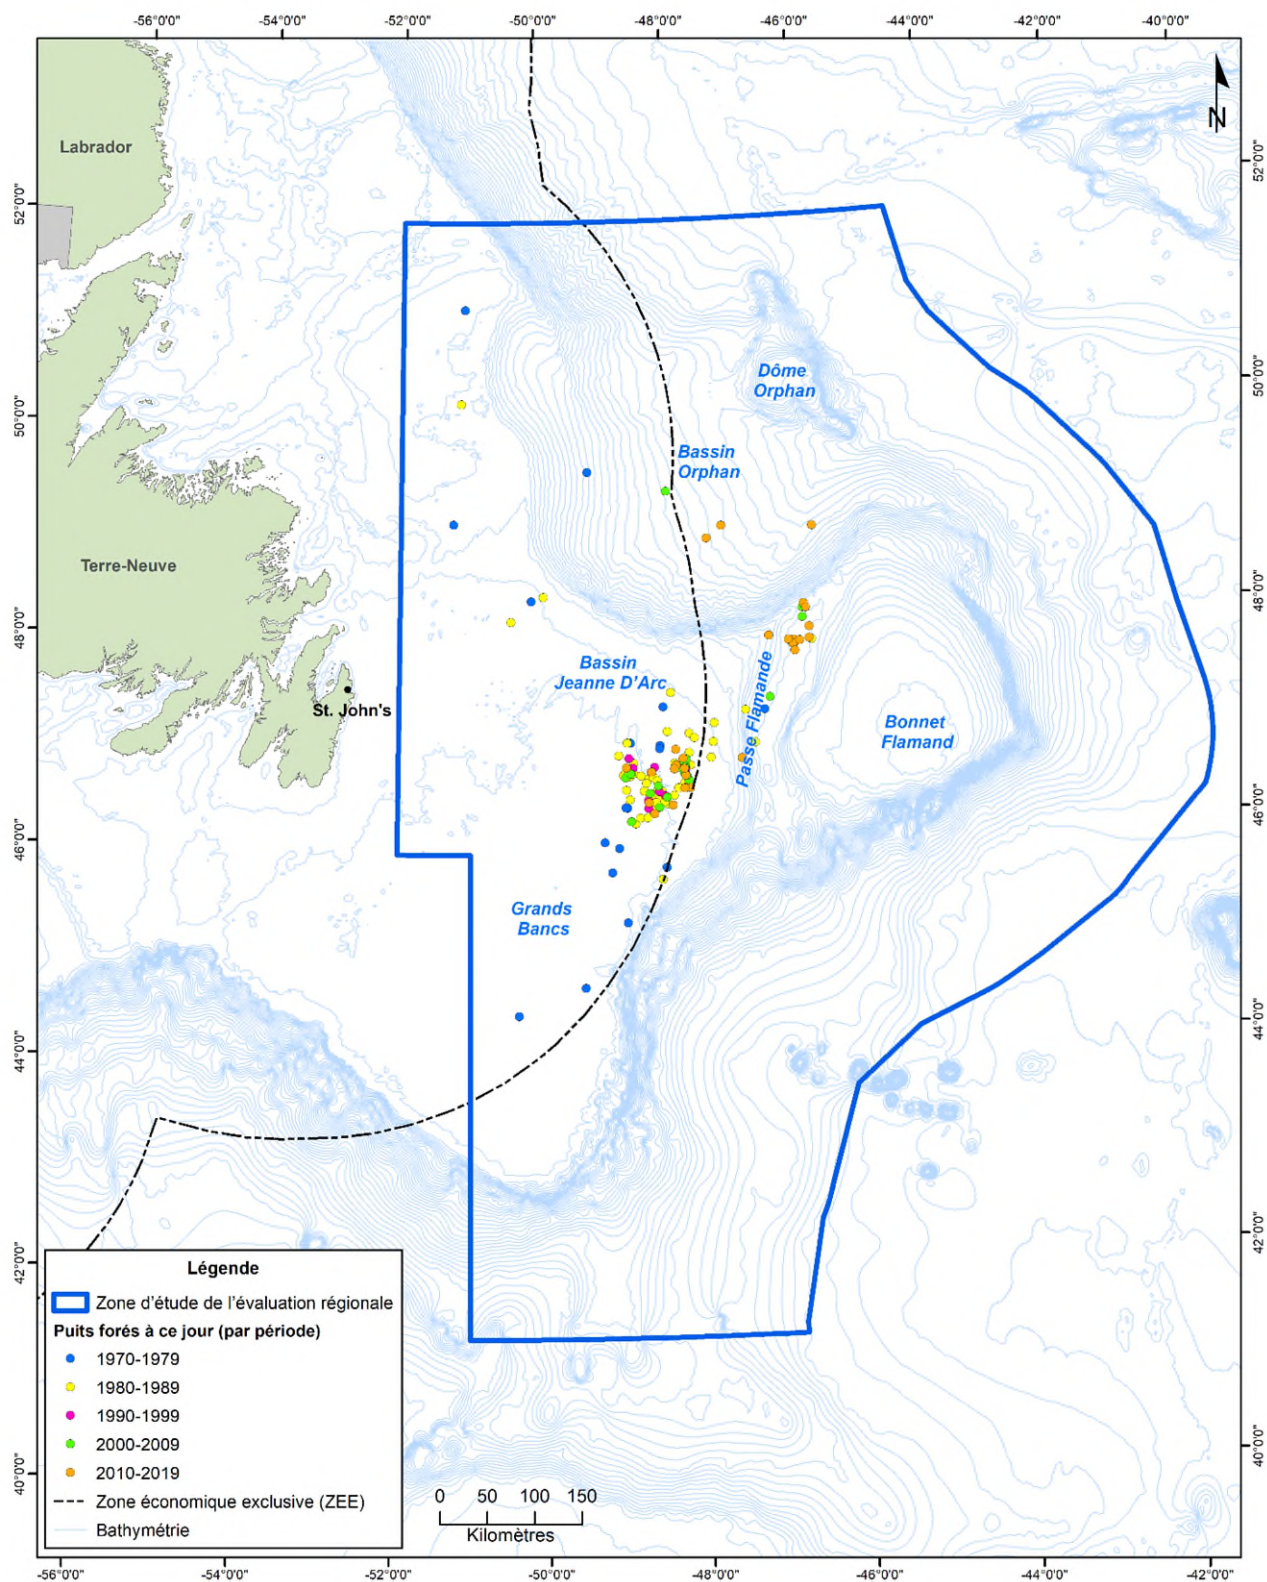 -56°0'0" -54°0'0" -52°0'0" -50°0'0" -48°0'0" -46°0'0" -44°0'0" -42°0'0" -40°0'0"
N
Labrador
52°0'0"
52°0'0"
Dôme
Orphan
50°0'0"
50°0'0"
Bassin
Orphan
Terre-Neuve
48°0'0"
48°0'0"
Bassin
Jeanne D'Arc
Passe Flamande
St. John's
Bonnet
Flamand
46°0'0"
46°0'0"
Grands
Bancs
44°0'0"
44°0'0"
42°0'0"
42°0'0"
Légende
Zone d'étude de l'évaluation régionale
Puits forés à ce jour (par période)
1970-1979
1980-1989
1990-1999
2000-2009
2010-2019
Zone économique exclusive (ZEE)
Bathymétrie
40°0'0"
40°0'0"
0 50 100 150
Kilomètres
-56°0'0" -54°0'0" -52°0'0" -50°0'0" -48°0'0" -46°0'0" -44°0'0" -42°0'0"